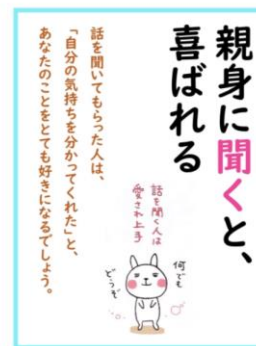 親身に聞くと、
喜ばれる
話を聞いてもらった人は、
「自分の気持ちを分かってくれた」と、
あなたのことをとても好きになるでしょう。
話を聞く人は
愛され上手
何でも
どうぞ